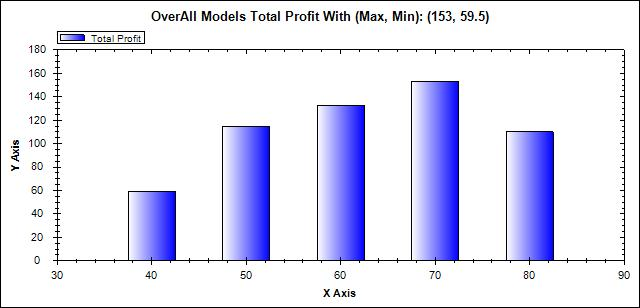 OverAll Models Total Profit With (Max, Min): (153, 59.5)
Total Profit
180
160
140
120
100
80
60
40
20
0
Y Axis
30 40 50 60 70 80 90
X Axis